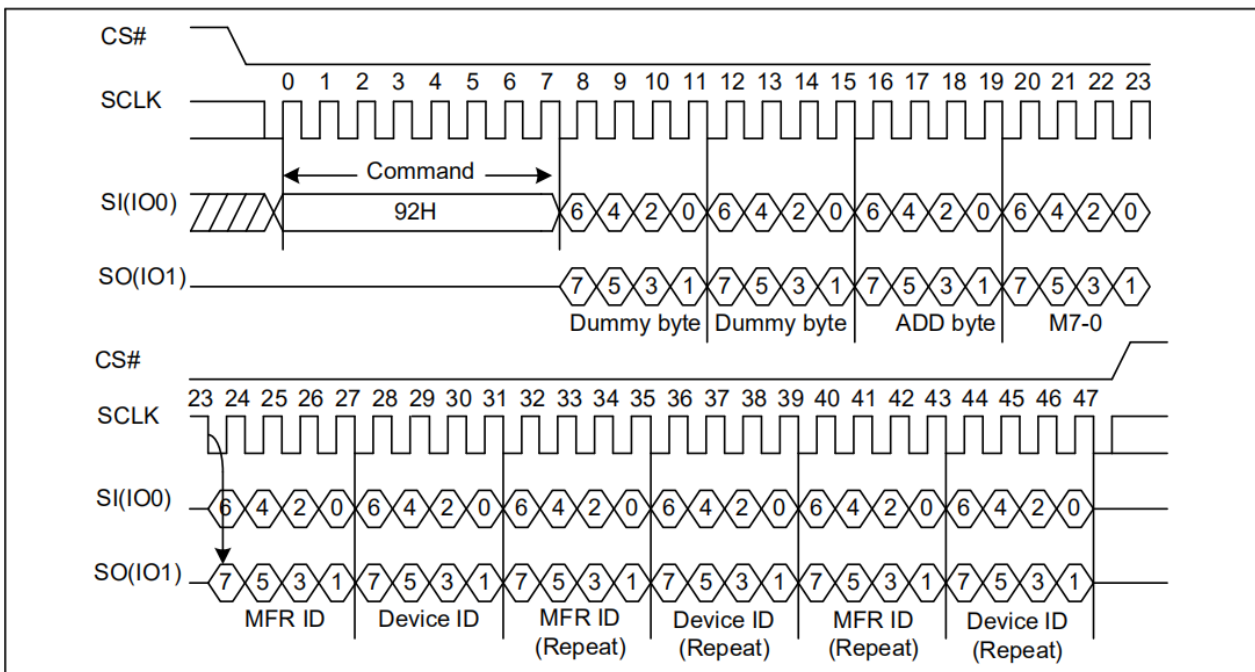 CS#
0 1 2 3 4 5 6 7 8 9 10 11 12 13 14 15 16 17 18 19 20 21 22 23
SCLK
Command
SI(IO0) 92H 6 4 2 0 6 4 2 0 6 4 2 0 6 4 2 0
SO(IO1) 7 5 3 1 7 5 3 1 7 5 3 1 7 5 3 1
Dummy byte Dummy byte ADD byte M7-0
CS#
23 24 25 26 27 28 29 30 31 32 33 34 35 36 37 38 39 40 41 42 43 44 45 46 47
SCLK
SI(IO0) 6 4 2 0 6 4 2 0 6 4 2 0 6 4 2 0 6 4 2 0 6 4 2 0
SO(IO1) 7 5 3 1 7 5 3 1 7 5 3 1 7 5 3 1 7 5 3 1 7 5 3 1
MFR ID Device ID MFR ID Device ID MFR ID Device ID
(Repeat) (Repeat) (Repeat) (Repeat)